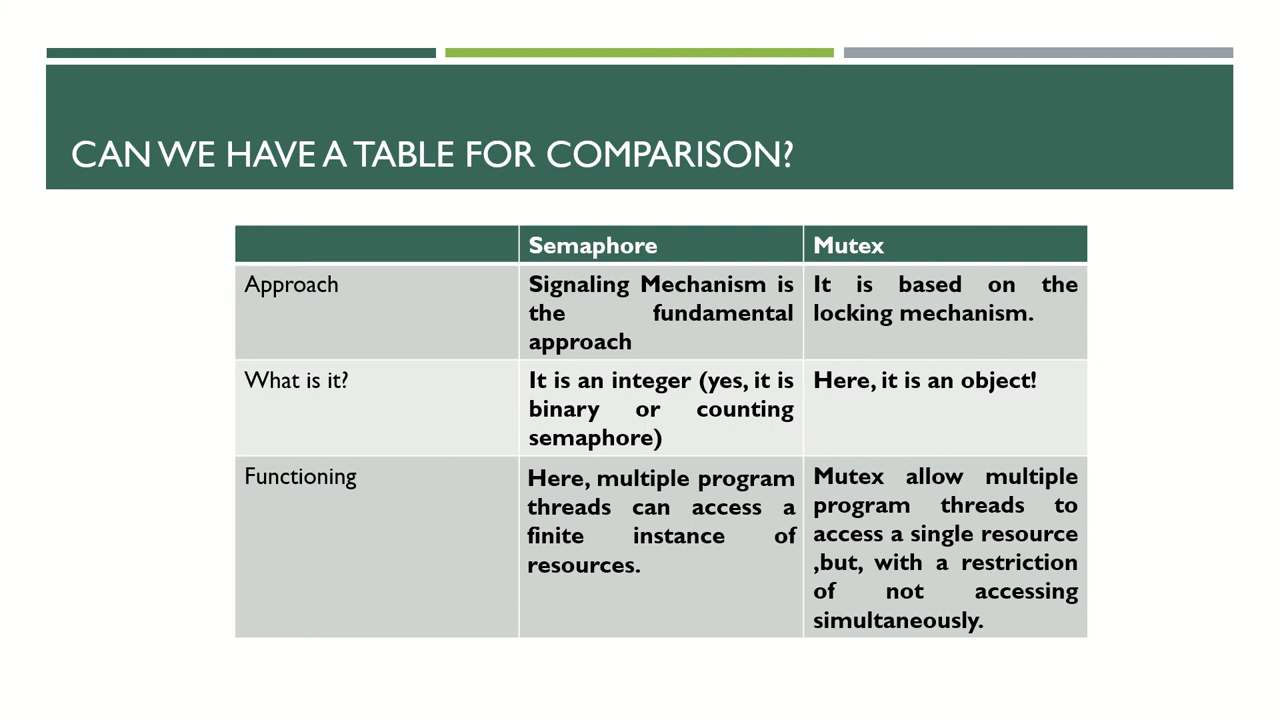 CAN WE HAVE A TABLE FOR COMPARISON?
Semaphore
Mutex
Approach
Signaling Mechanism is
the fundamental
approach
It is based on the
locking mechanism.
What is it?
It is an integer (yes, it is
binary or counting
semaphore)
Here, it is an object!
Functioning
Here, multiple program
threads can access a
finite instance of
resources.
Mutex allow multiple
program threads to
access a single resource
,but, with a restriction
of not accessing
simultaneously.